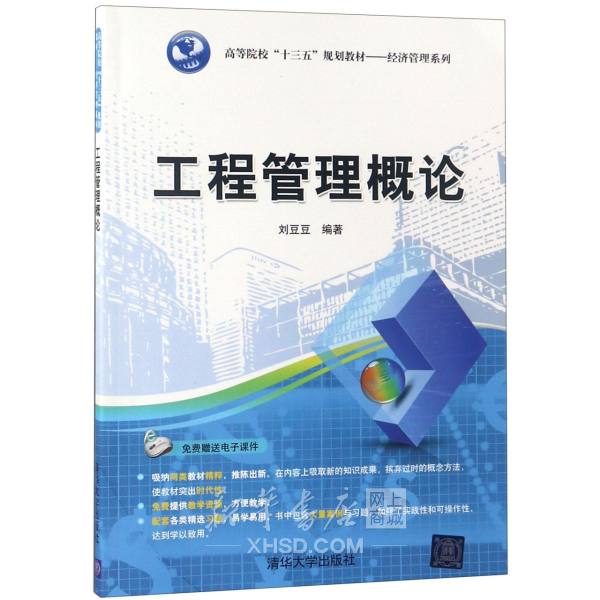 高等院校“十三五”规划教材——经济管理系列
工程管理概论
刘豆豆 编著
工程管理概论
免费赠送电子课件
吸纳同类教材精粹，推陈出新，在内容上吸取新的知识成果，摈弃过时的概念方法，
使教材突出时代性。
免费提供教学资源，方便教学。
配套各类精选习题，易学易用，书中包含大量案例与习题，加强了实践性和可操作性，
达到学以致用。
新华书店
网上
商城
XHSD.COM
清华大学出版社